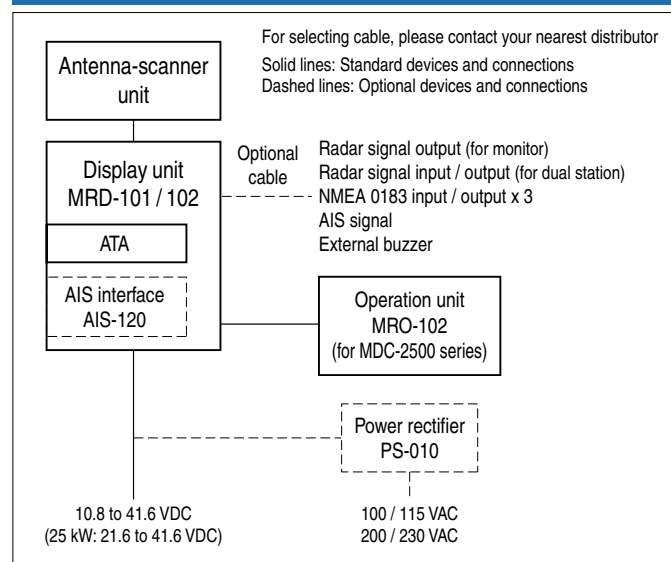 For selecting cable, please contact your nearest distributor
Solid lines: Standard devices and connections
Dashed lines: Optional devices and connections
Antenna-scanner
unit
Display unit
MRD-101 / 102
ATA
AIS interface
AIS-120
Optional
cable
Radar signal output (for monitor)
Radar signal input / output (for dual station)
NMEA 0183 input / output x 3
AIS signal
External buzzer
Operation unit
MRO-102
(for MDC-2500 series)
Power rectifier
PS-010
10.8 to 41.6 VDC
(25 kW: 21.6 to 41.6 VDC)
100 / 115 VAC
200 / 230 VAC